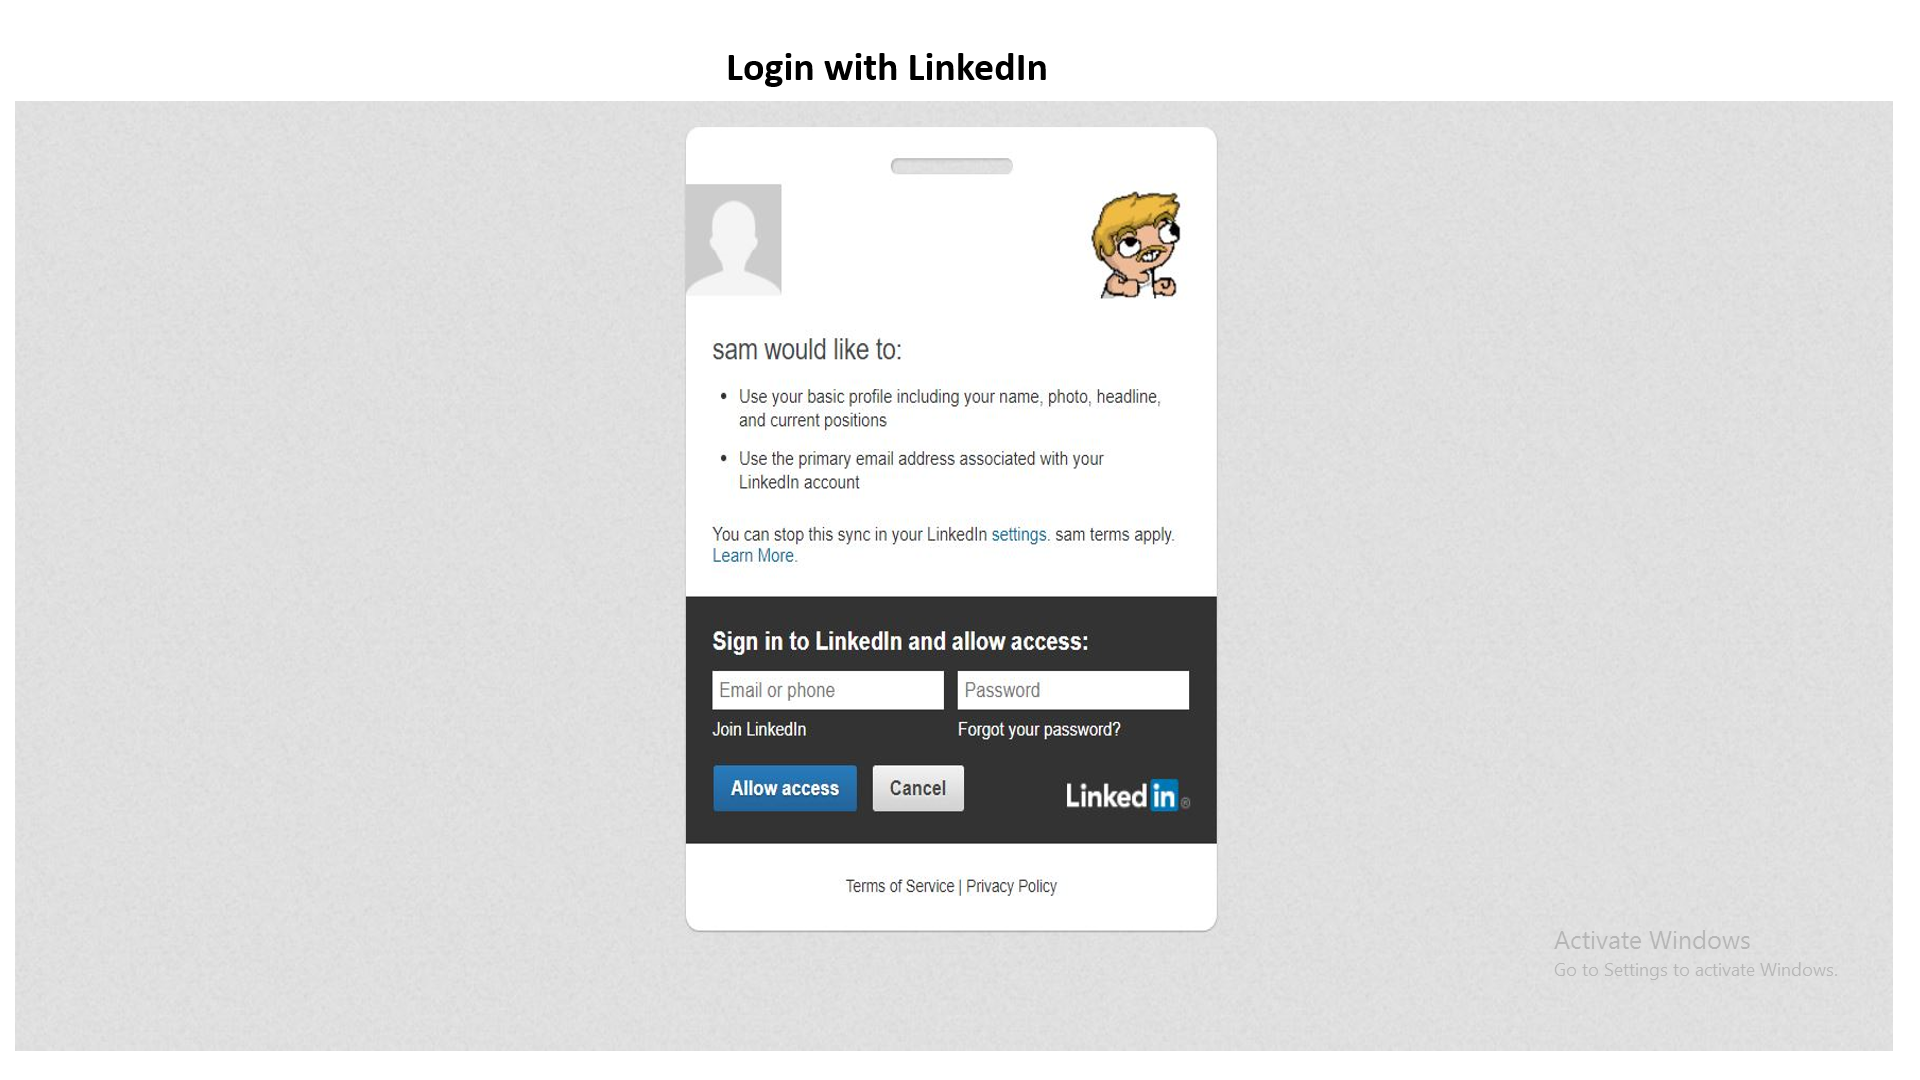 Login with LinkedIn
sam would like to:
• Use your basic profile including your name, photo, headline,
and current positions
• Use the primary email address associated with your
LinkedIn account
You can stop this sync in your LinkedIn settings. sam terms apply.
Learn More.
Sign in to LinkedIn and allow access:
Email or phone Password
Join LinkedIn Forgot your password?
Allow access Cancel Linked in ®
Terms of Service | Privacy Policy
Activate Windows
Go to Settings to activate Windows.